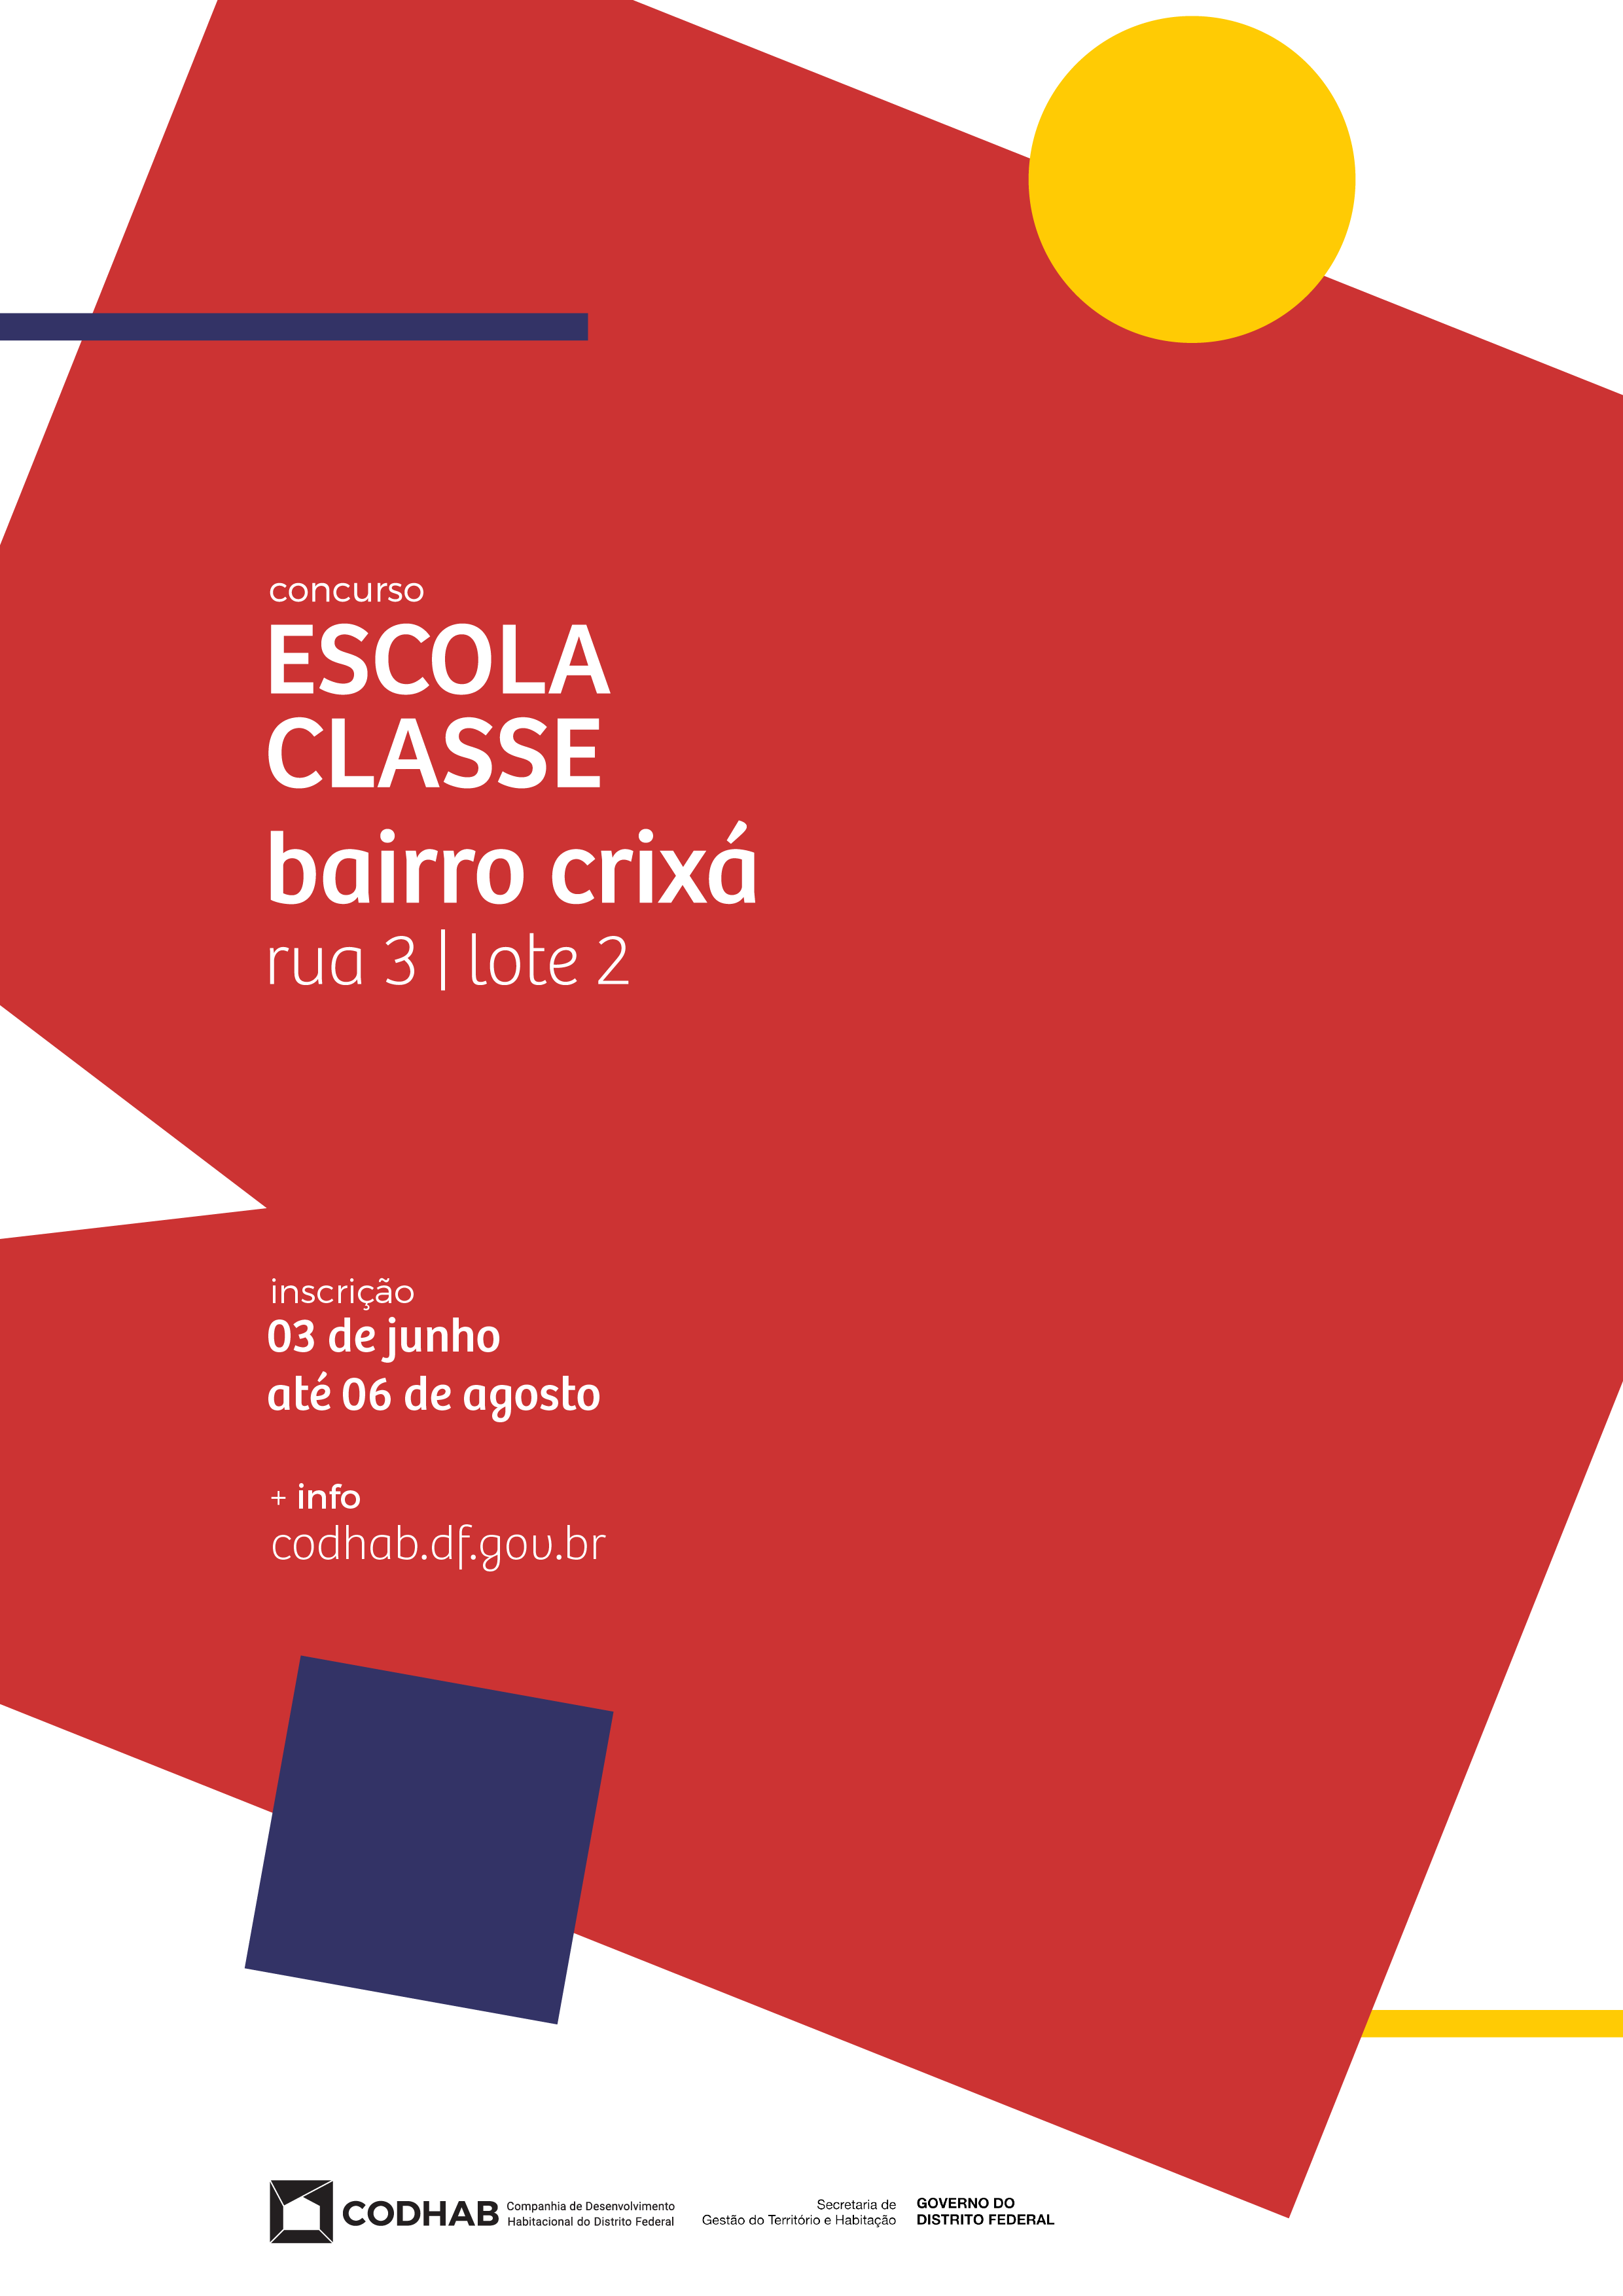 concurso
ESCOLA
CLASSE
bairro crixá
rua 3 | lote 2
inscrição
03 de junho
até 06 de agosto
+ info
codhab.df.gov.br
CODHAB
Companhia de Desenvolvimento
Habitacional do Distrito Federal
Secretaria de
Gestão do Território e Habitação
GOVERNO DO
DISTRITO FEDERAL